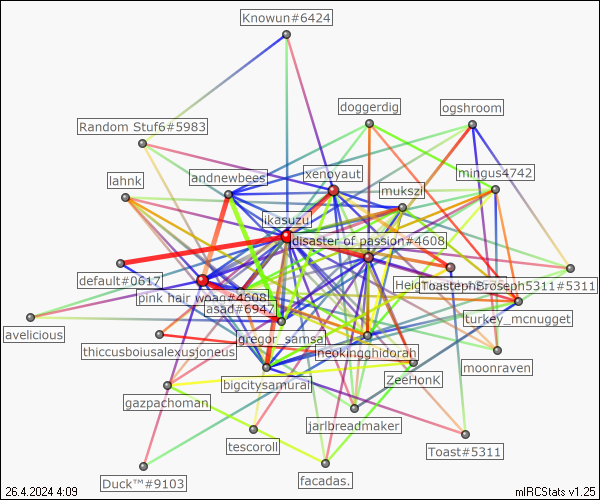 Knowun#6424
doggerdig
ogshroom
Random Stuf6#5983
xenoyaut
mingus4742
lahnk
andnewbees
mukszi
ikasuzu
disaster of passion#4608
default#0617
pink hair woag#4608
asad#6947
ToastephBroseph5311#5311
avelicious
gregor_samsa
turkey_mcnugget
thiccusboiusalexusjoneus
neokingghidorah
moonraven
bigcitysamurai
ZeeHonK
gazpachoman
jarlbreadmaker
tescoroll
Toast#5311
Duck™#9103
facadas.
26.4.2024 4:09
mIRCStats v1.25